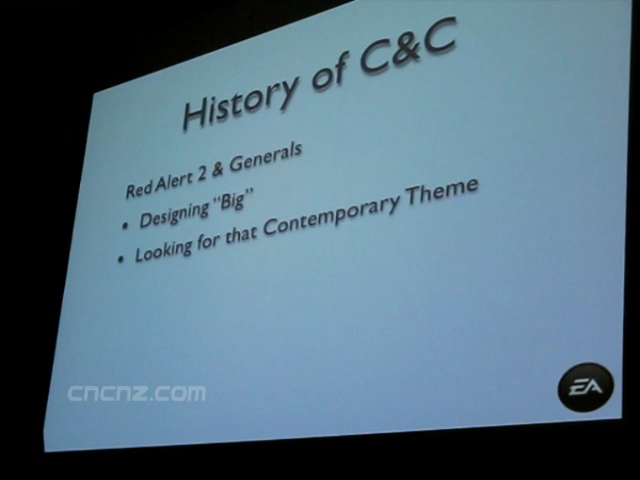 History of C&C
Red Alert 2 & Generals
• Designing “Big”
• Looking for that Contemporary Theme
cncnz.com
EA